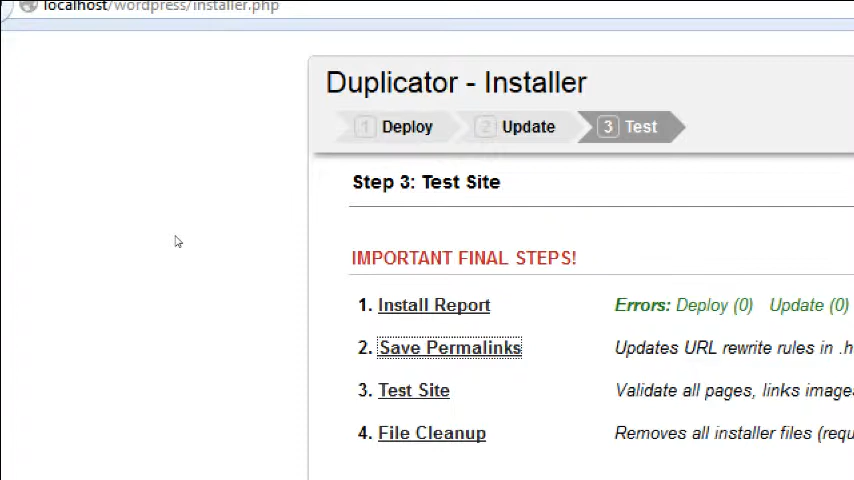 localhost/wordpress/installer.php
Duplicator - Installer
1 Deploy 2 Update 3 Test
Step 3: Test Site
IMPORTANT FINAL STEPS!
1. Install Report Errors: Deploy (0) Update (0)
2. Save Permalinks Updates URL rewrite rules in .h
3. Test Site Validate all pages, links image
4. File Cleanup Removes all installer files (requ